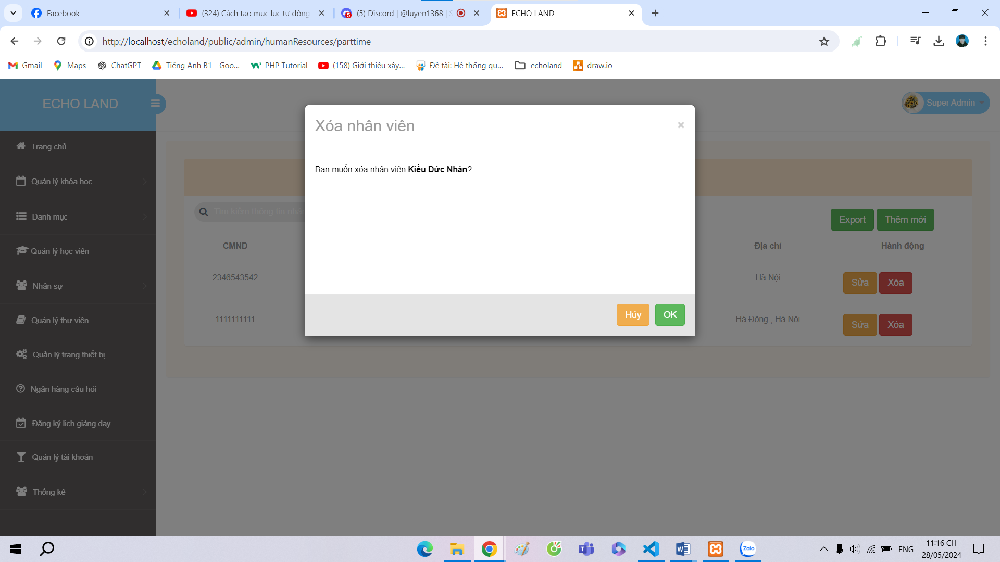 Facebook
(324) Cách tạo mục lục tự động
(5) Discord | @luyen1368 |
ECHO LAND
http://localhost/echoland/public/admin/humanResources/parttime
Gmail
Maps
ChatGPT
Tiếng Anh B1 - Goo...
PHP Tutorial
(158) Giới thiệu xây...
Đề tài: Hệ thống qu...
echoland
draw.io
ECHO LAND
Super Admin
Trang chủ
Quản lý khóa học
Danh mục
Quản lý học viên
Nhân sự
Quản lý thư viện
Quản lý trang thiết bị
Ngân hàng câu hỏi
Đăng ký lịch giảng dạy
Quản lý tài khoản
Thống kê
Xóa nhân viên
×
Bạn muốn xóa nhân viên Kiều Đức Nhân?
Hủy OK
Tìm kiếm thông tin nhân
Export Thêm mới
CMND Địa chỉ Hành động
2346543542 Hà Nội Sửa Xóa
1111111111 Hà Đông , Hà Nội Sửa Xóa
Zalo
ENG
11:16 CH
28/05/2024